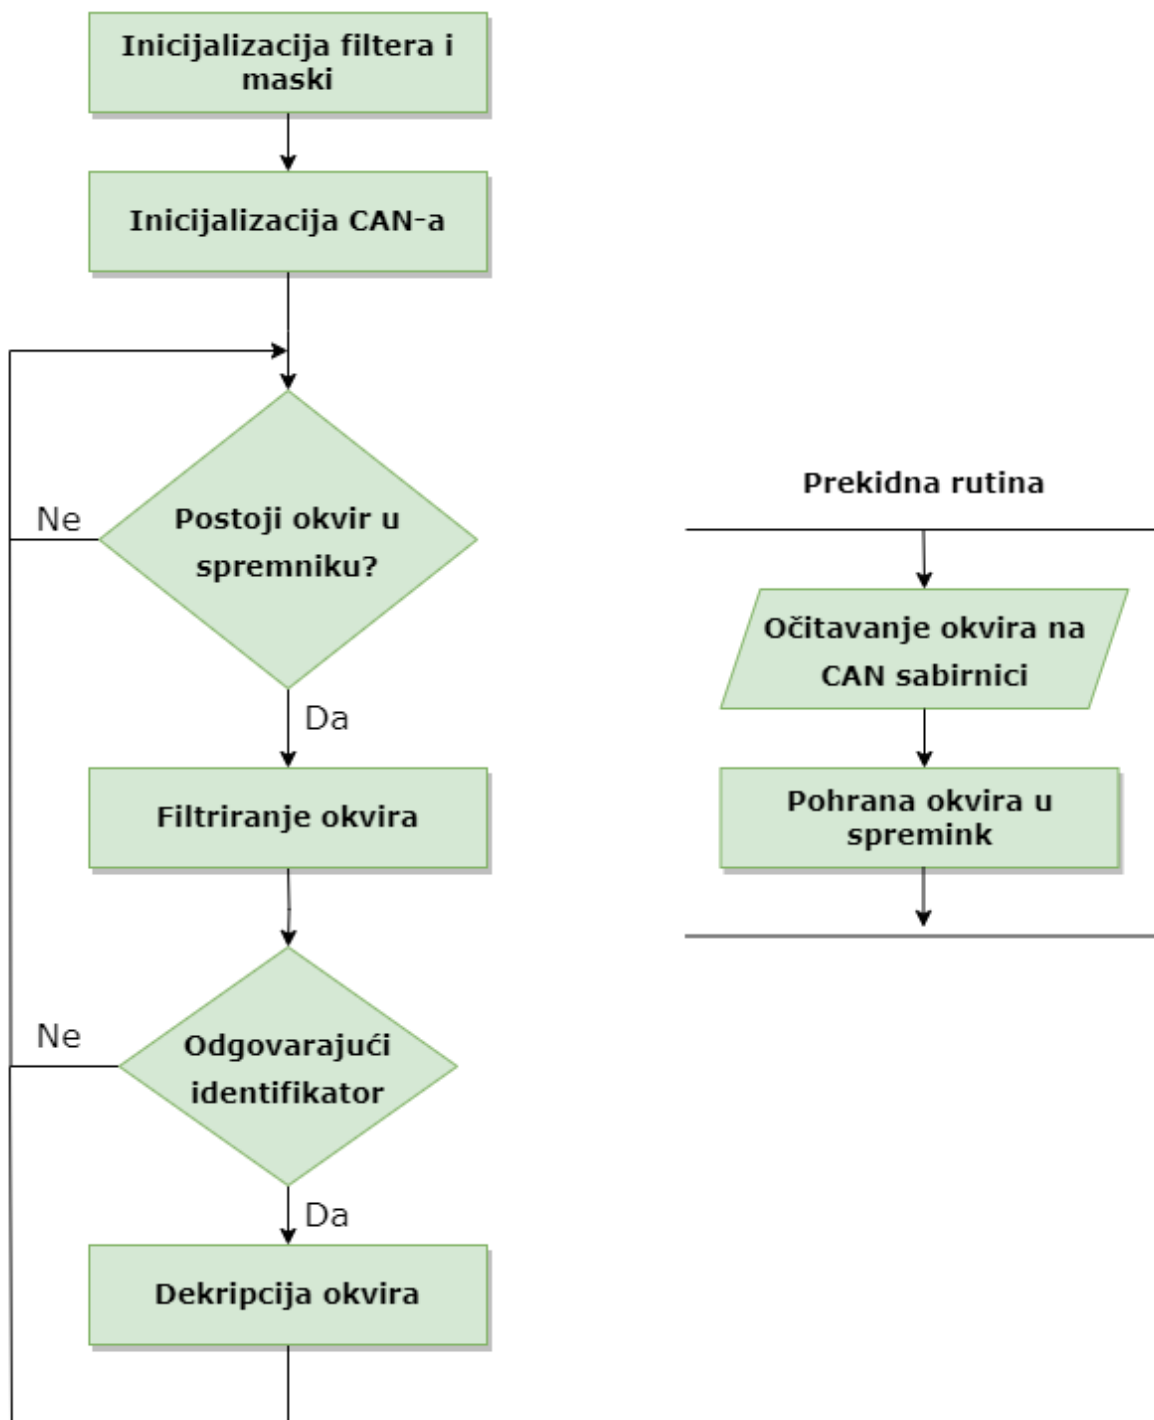 Inicijalizacija filtera i
maski
Inicijalizacija CAN-a
Postoji okvir u
spremniku?
Ne
Da
Filtriranje okvira
Odgovarajući
identifikator
Ne
Da
Dekripcija okvira
Prekidna rutina
Očitavanje okvira na
CAN sabirnici
Pohrana okvira u
spremink